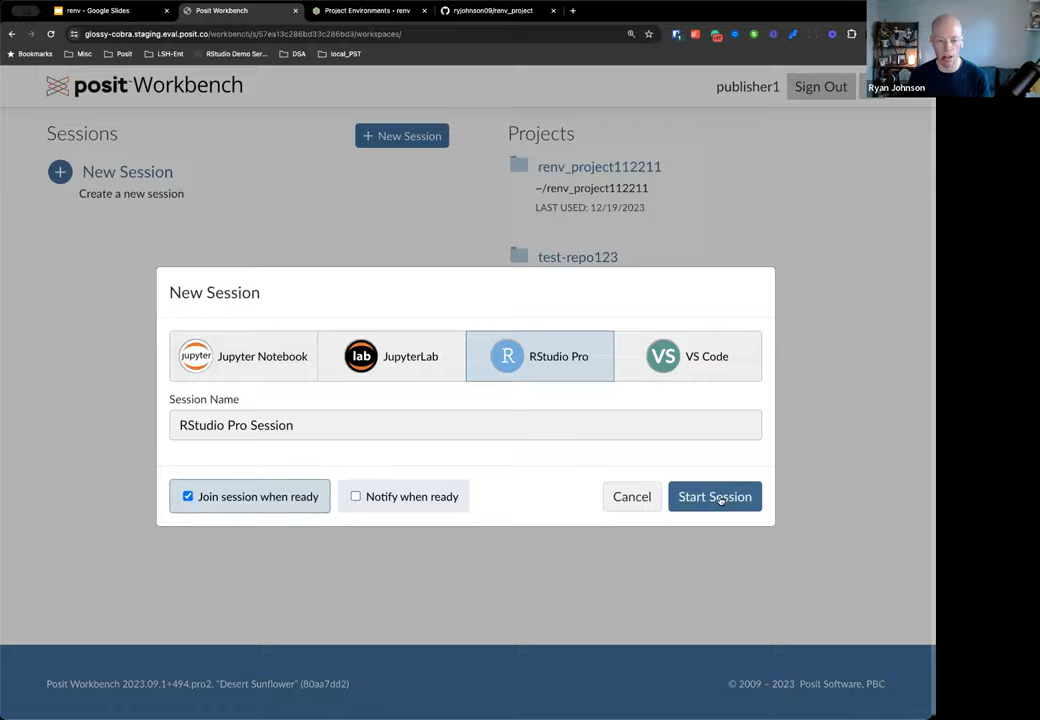 renv - Google Slides
Posit Workbench
Project Environments • renv
ryjohnson09/renv_project
glossy-cobra.staging.eval.posit.co/workbench/s/57ea13c286bd33c286bd3/workspaces/
Bookmarks
Misc
Posit
LSH-Ent
RStudio Demo Ser...
DSA
local_PST
Ryan Johnson
posit Workbench
publisher1
Sign Out
Sessions
+ New Session
Projects
New Session
Create a new session
renv_project112211
~/renv_project112211
LAST USED: 12/19/2023
test-repo123
New Session
jupyter
Jupyter Notebook
lab
JupyterLab
R
RStudio Pro
VS
VS Code
Session Name
RStudio Pro Session
Join session when ready
Notify when ready
Cancel
Start Session
Posit Workbench 2023.09.1+494.pro2, "Desert Sunflower" (80aa7dd2)
© 2009 – 2023 Posit Software, PBC